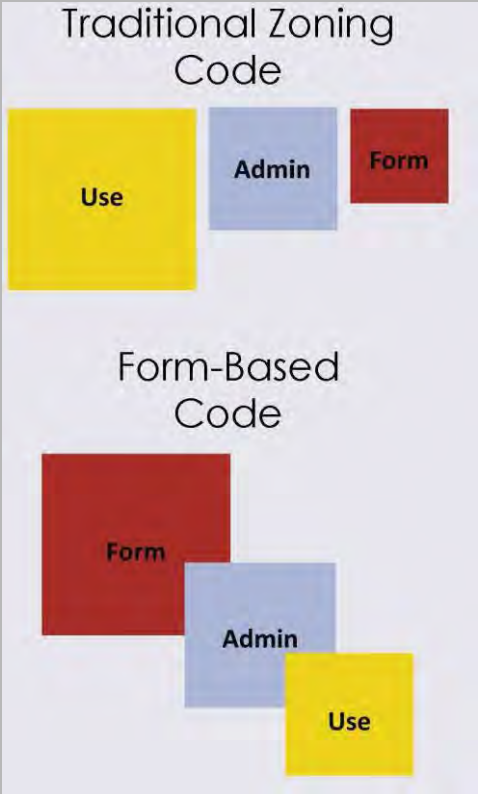 Traditional Zoning
Code
Use
Admin
Form
Form-Based
Code
Form
Admin
Use